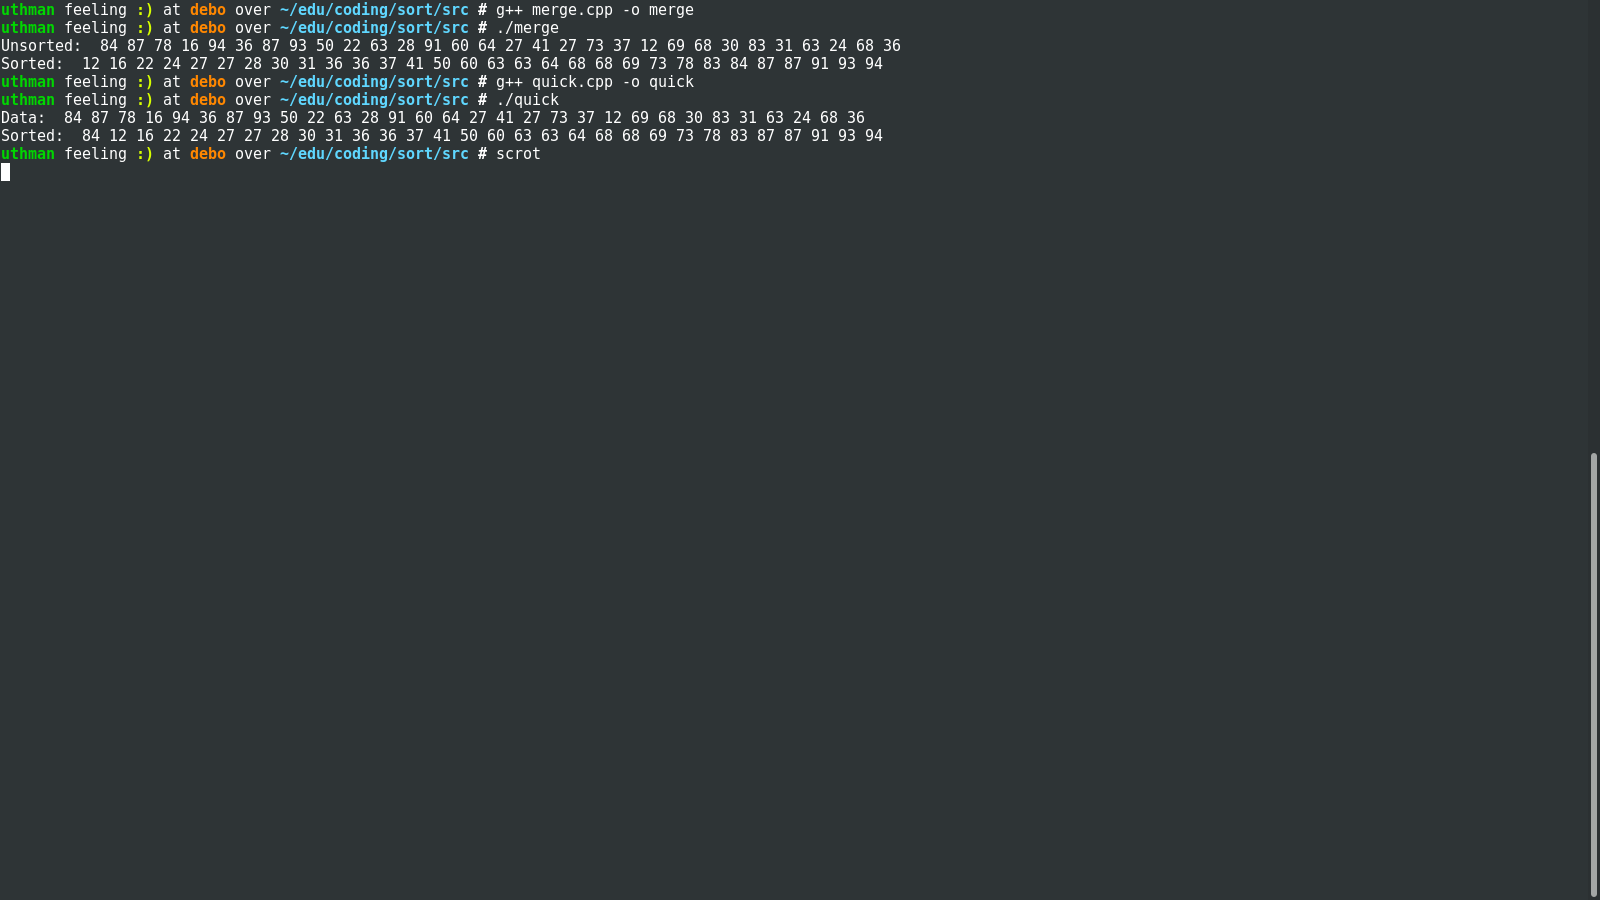 uthman feeling :) at debo over ~/edu/coding/sort/src # g++ merge.cpp -o merge
uthman feeling :) at debo over ~/edu/coding/sort/src # ./merge
Unsorted:  84 87 78 16 94 36 87 93 50 22 63 28 91 60 64 27 41 27 73 37 12 69 68 30 83 31 63 24 68 36
Sorted:  12 16 22 24 27 27 28 30 31 36 36 37 41 50 60 63 63 64 68 68 69 73 78 83 84 87 87 91 93 94
uthman feeling :) at debo over ~/edu/coding/sort/src # g++ quick.cpp -o quick
uthman feeling :) at debo over ~/edu/coding/sort/src # ./quick
Data:  84 87 78 16 94 36 87 93 50 22 63 28 91 60 64 27 41 27 73 37 12 69 68 30 83 31 63 24 68 36
Sorted:  84 12 16 22 24 27 27 28 30 31 36 36 37 41 50 60 63 63 64 68 68 69 73 78 83 87 87 91 93 94
uthman feeling :) at debo over ~/edu/coding/sort/src # scrot